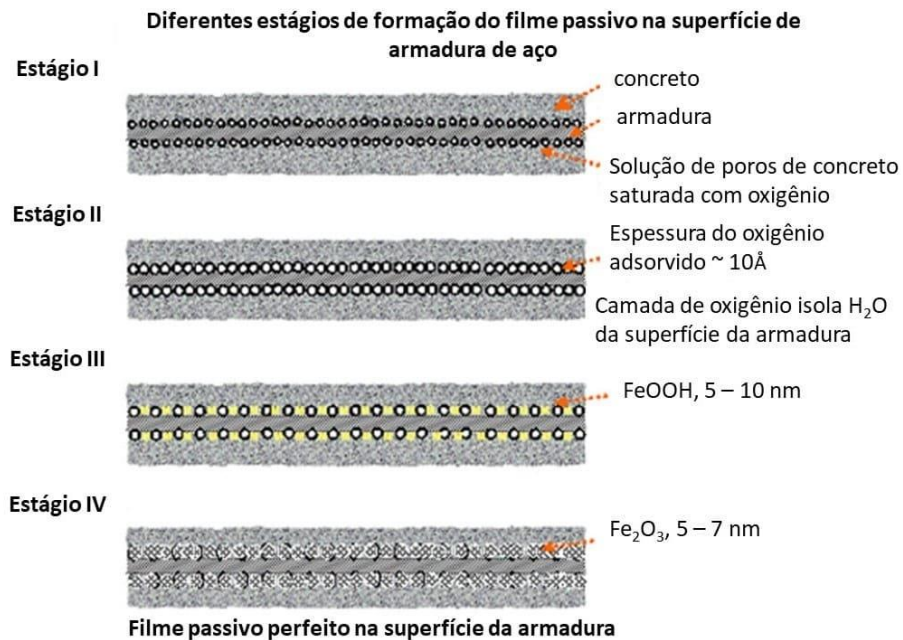 Diferentes estágios de formação do filme passivo na superfície de
armadura de aço
Estágio I
concreto
armadura
Solução de poros de concreto
saturada com oxigênio
Estágio II
Espessura do oxigênio
adsorvido ~ 10Å
Camada de oxigênio isola H₂O
da superfície da armadura
Estágio III
FeOOH, 5 – 10 nm
Estágio IV
Fe₂O₃, 5 – 7 nm
Filme passivo perfeito na superfície da armadura